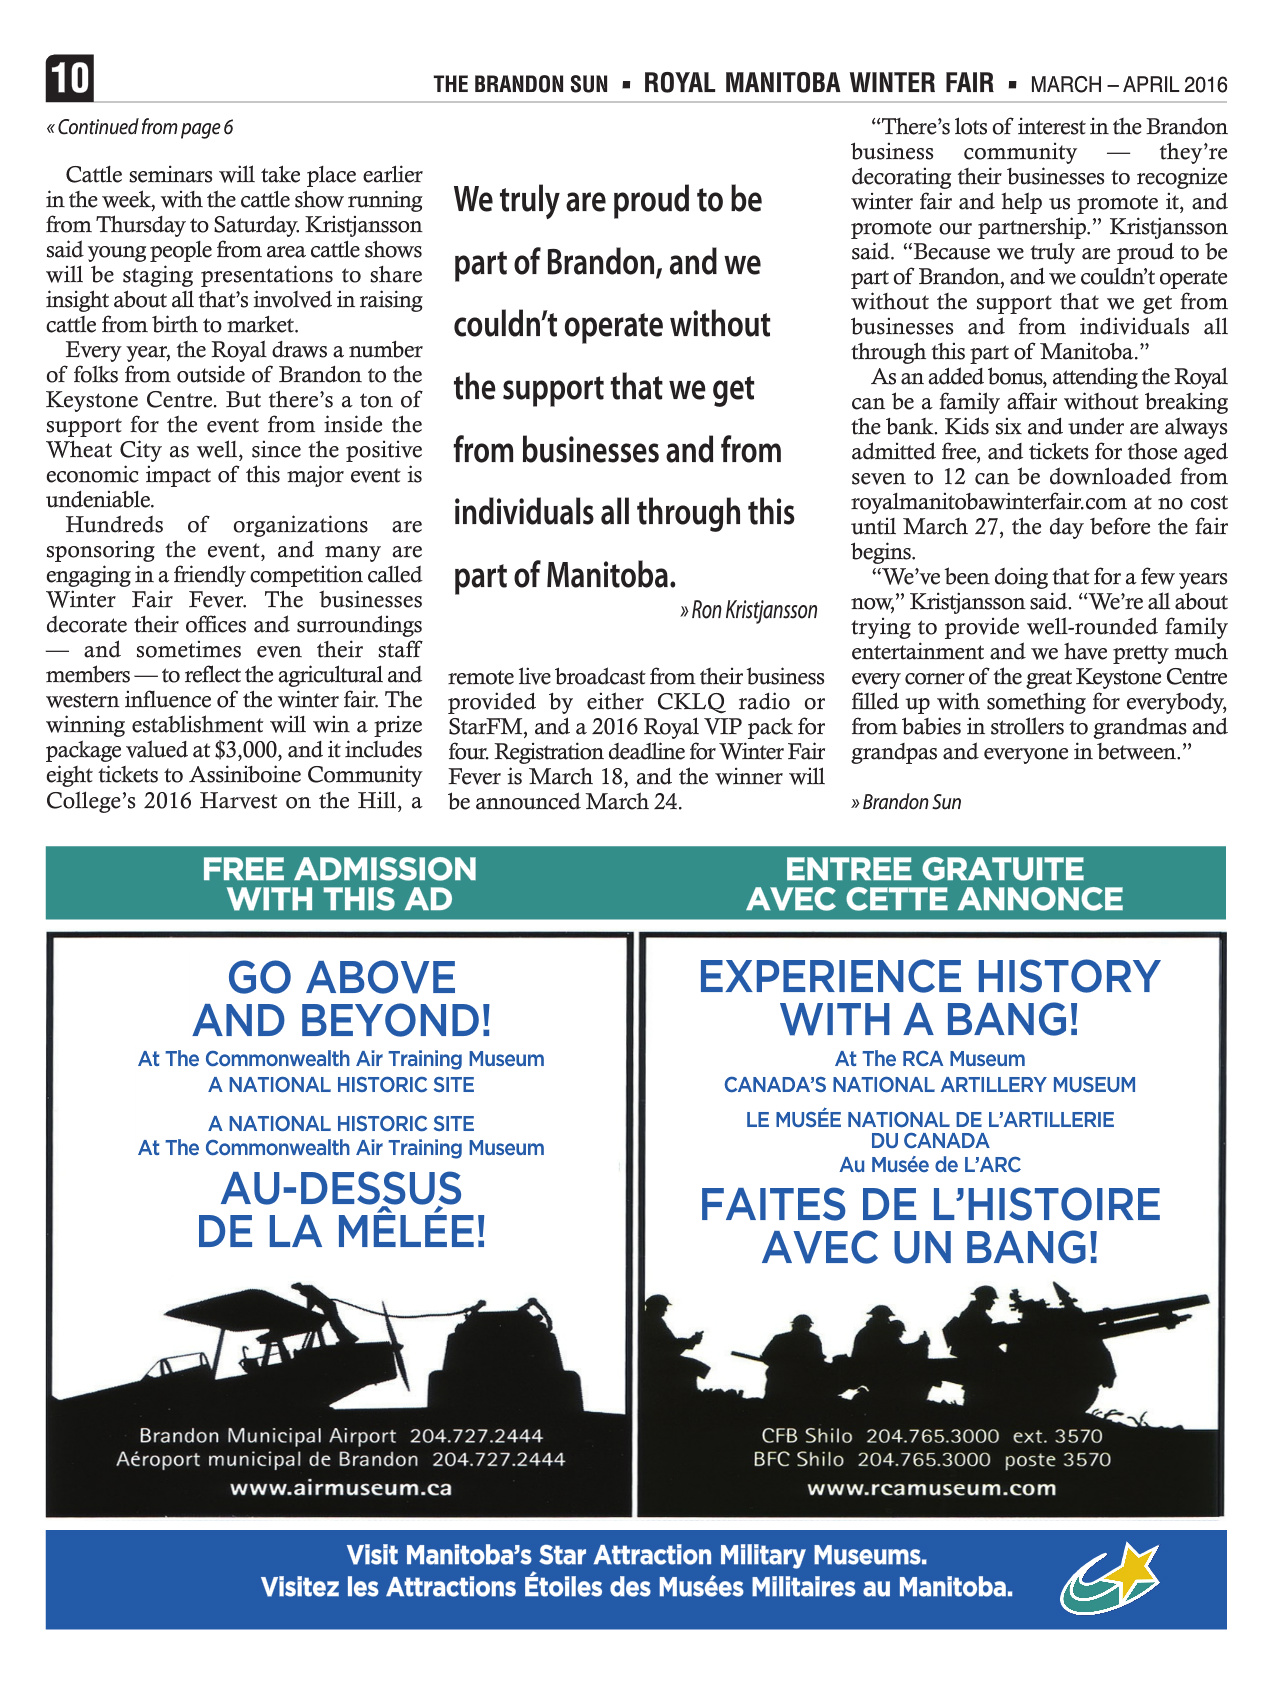 10
THE BRANDON SUN ▪ ROYAL MANITOBA WINTER FAIR ▪ MARCH – APRIL 2016
« Continued from page 6
Cattle seminars will take place earlier
in the week, with the cattle show running
from Thursday to Saturday. Kristjansson
said young people from area cattle shows
will be staging presentations to share
insight about all that’s involved in raising
cattle from birth to market.
Every year, the Royal draws a number
of folks from outside of Brandon to the
Keystone Centre. But there’s a ton of
support for the event from inside the
Wheat City as well, since the positive
economic impact of this major event is
undeniable.
Hundreds of organizations are
sponsoring the event, and many are
engaging in a friendly competition called
Winter Fair Fever. The businesses
decorate their offices and surroundings
— and sometimes even their staff
members — to reflect the agricultural and
western influence of the winter fair. The
winning establishment will win a prize
package valued at $3,000, and it includes
eight tickets to Assiniboine Community
College’s 2016 Harvest on the Hill, a
We truly are proud to be
part of Brandon, and we
couldn’t operate without
the support that we get
from businesses and from
individuals all through this
part of Manitoba.
» Ron Kristjansson
remote live broadcast from their business
provided by either CKLQ radio or
StarFM, and a 2016 Royal VIP pack for
four. Registration deadline for Winter Fair
Fever is March 18, and the winner will
be announced March 24.
“There’s lots of interest in the Brandon
business community — they’re
decorating their businesses to recognize
winter fair and help us promote it, and
promote our partnership.” Kristjansson
said. “Because we truly are proud to be
part of Brandon, and we couldn’t operate
without the support that we get from
businesses and from individuals all
through this part of Manitoba.”
As an added bonus, attending the Royal
can be a family affair without breaking
the bank. Kids six and under are always
admitted free, and tickets for those aged
seven to 12 can be downloaded from
royalmanitobawinterfair.com at no cost
until March 27, the day before the fair
begins.
“We’ve been doing that for a few years
now,” Kristjansson said. “We’re all about
trying to provide well-rounded family
entertainment and we have pretty much
every corner of the great Keystone Centre
filled up with something for everybody,
from babies in strollers to grandmas and
grandpas and everyone in between.”
» Brandon Sun
FREE ADMISSION
WITH THIS AD
ENTREE GRATUITE
AVEC CETTE ANNONCE
GO ABOVE
AND BEYOND!
At The Commonwealth Air Training Museum
A NATIONAL HISTORIC SITE
A NATIONAL HISTORIC SITE
At The Commonwealth Air Training Museum
AU-DESSUS
DE LA MÊLÉE!
Brandon Municipal Airport 204.727.2444
Aéroport municipal de Brandon 204.727.2444
www.airmuseum.ca
EXPERIENCE HISTORY
WITH A BANG!
At The RCA Museum
CANADA’S NATIONAL ARTILLERY MUSEUM
LE MUSÉE NATIONAL DE L’ARTILLERIE
DU CANADA
Au Musée de L’ARC
FAITES DE L’HISTOIRE
AVEC UN BANG!
CFB Shilo 204.765.3000 ext. 3570
BFC Shilo 204.765.3000 poste 3570
www.rcamuseum.com
Visit Manitoba’s Star Attraction Military Museums.
Visitez les Attractions Étoiles des Musées Militaires au Manitoba.